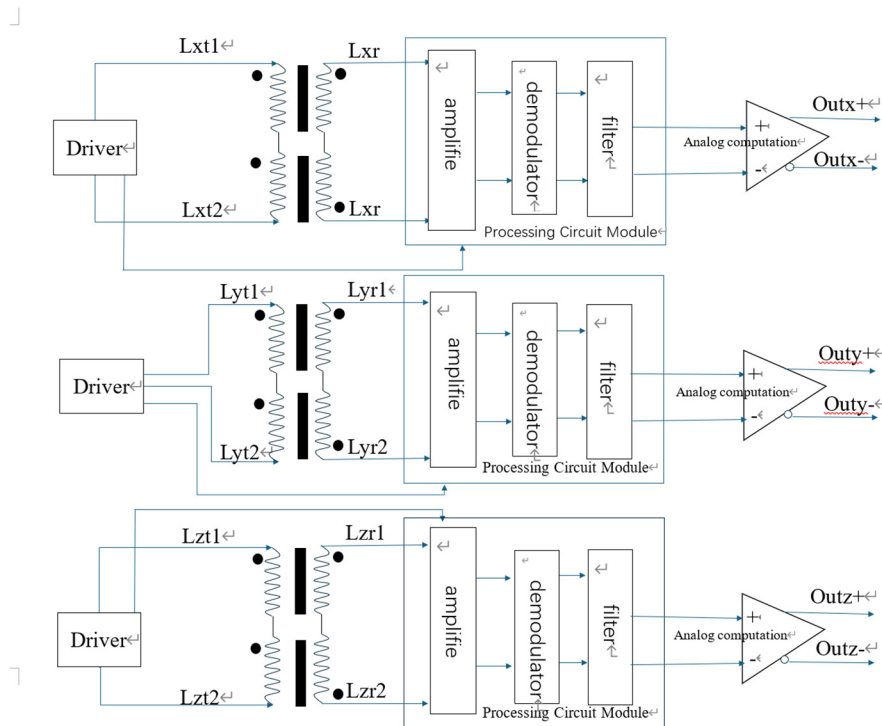 Lxt1
Lxr
Driver
amplifie
demodulator
filter
+
Analog computation
-
Outx+
Outx-
Lxt2
Lxr
Processing Circuit Module
Lyt1
Lyr1
Driver
amplifie
demodulator
filter
+
Analog computation
-
Outy+
Outy-
Lyt2
Lyr2
Processing Circuit Module
Lzt1
Lzr1
Driver
amplifie
demodulator
filter
+
Analog computation
-
Outz+
Outz-
Lzt2
Lzr2
Processing Circuit Module